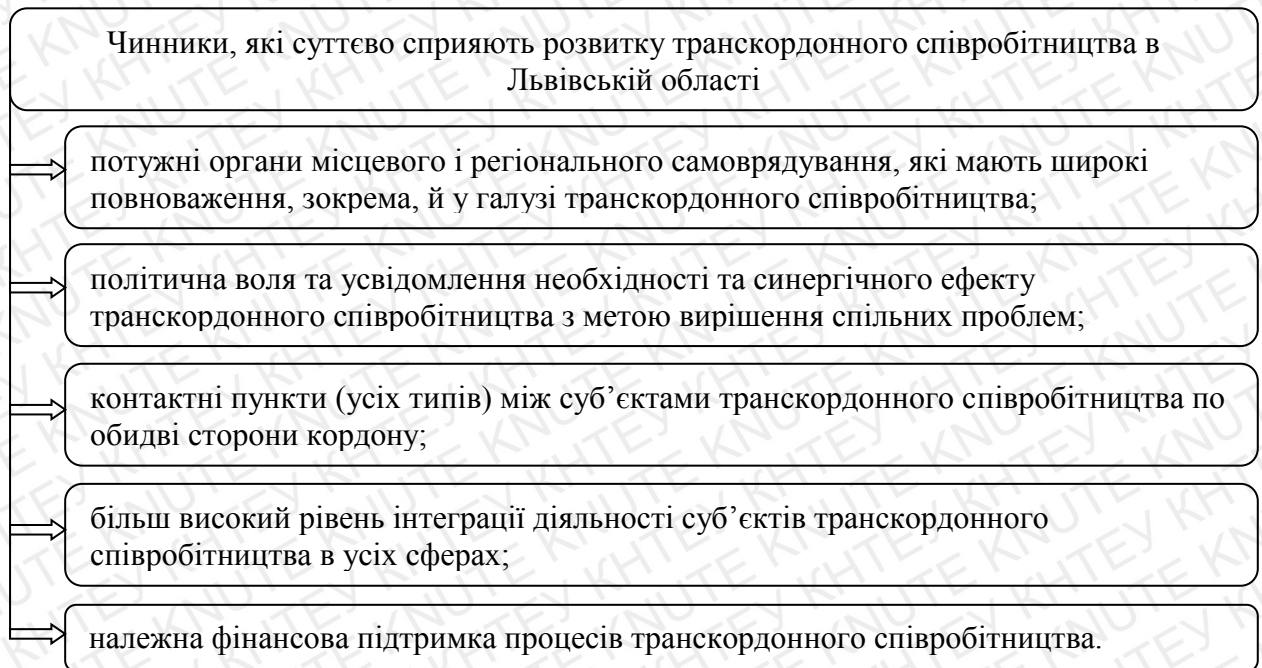 Чинники, які суттєво сприяють розвитку транскордонного співробітництва в
Львівській області
потужні органи місцевого і регіонального самоврядування, які мають широкі
повноваження, зокрема, й у галузі транскордонного співробітництва;
політична воля та усвідомлення необхідності та синергічного ефекту
транскордонного співробітництва з метою вирішення спільних проблем;
контактні пункти (усіх типів) між суб’єктами транскордонного співробітництва по
обидві сторони кордону;
більш високий рівень інтеграції діяльності суб’єктів транскордонного
співробітництва в усіх сферах;
належна фінансова підтримка процесів транскордонного співробітництва.